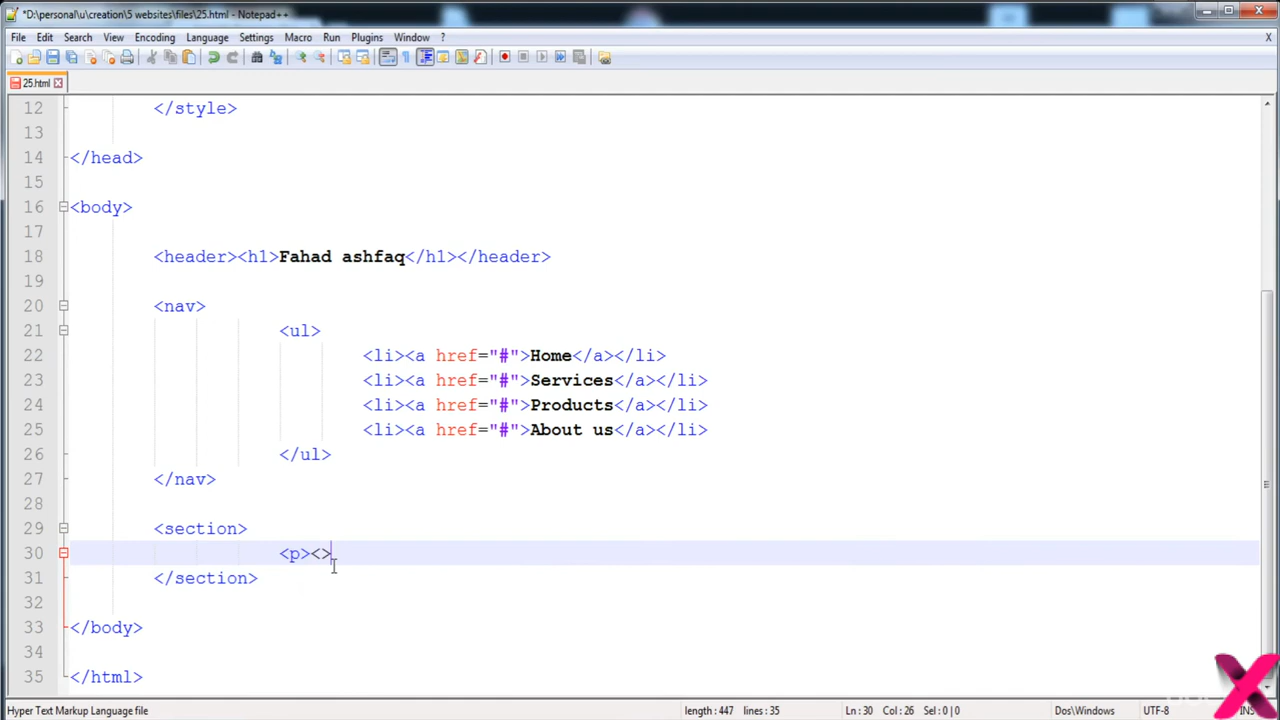 *D:\personal\u\creation\5 websites\files\25.html - Notepad++
File Edit Search View Encoding Language Settings Macro Run Plugins Window ? X
25.html
12 </style>
13
14 </head>
15
16 <body>
17
18 <header><h1>Fahad ashfaq</h1></header>
19
20 <nav>
21 <ul>
22 <li><a href="#">Home</a></li>
23 <li><a href="#">Services</a></li>
24 <li><a href="#">Products</a></li>
25 <li><a href="#">About us</a></li>
26 </ul>
27 </nav>
28
29 <section>
30 <p><>
31 </section>
32
33 </body>
34
35 </html>
Hyper Text Markup Language file length : 447 lines : 35 Ln : 30 Col : 26 Sel : 0 | 0 Dos\Windows UTF-8 INS